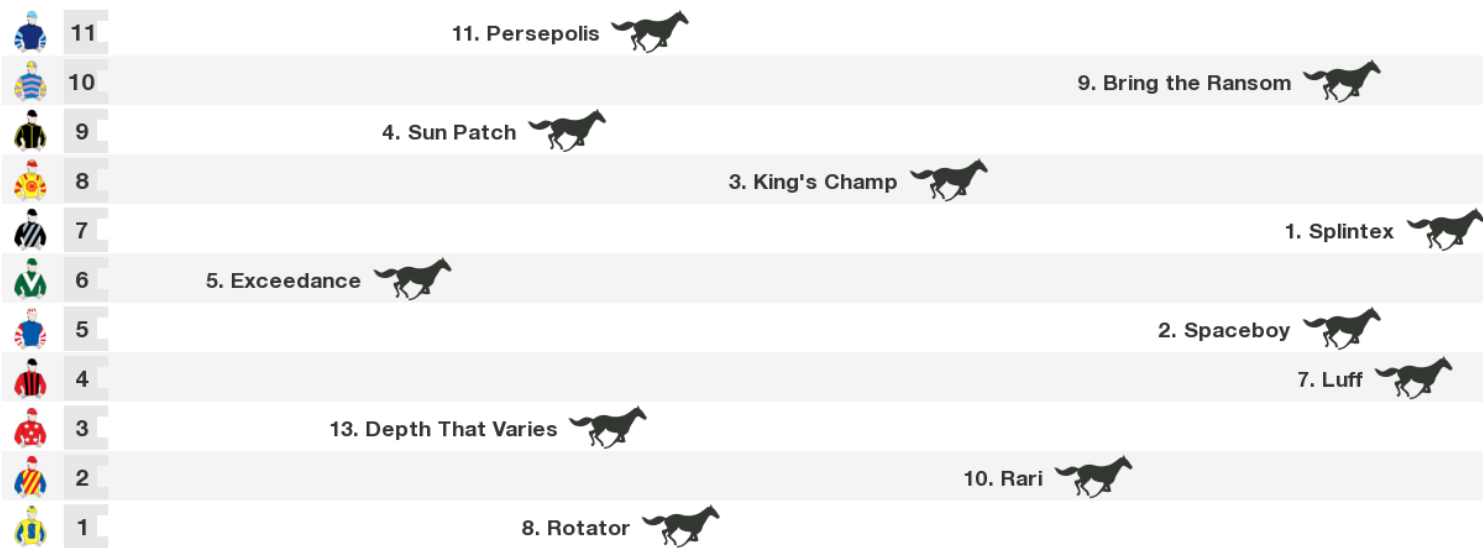 11 11. Persepolis
10 9. Bring the Ransom
9 4. Sun Patch
8 3. King's Champ
7 1. Splintex
6 5. Exceedance
5 2. Spaceboy
4 7. Luff
3 13. Depth That Varies
2 10. Rari
1 8. Rotator